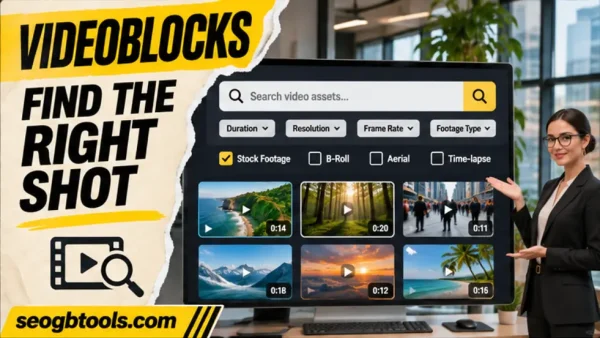 VIDEOBLOCKS
FIND THE
RIGHT
SHOT
seogbtools.com
Search video assets...
Duration
Resolution
Frame Rate
Footage Type
Stock Footage
B-Roll
Aerial
Time-lapse
0:14
0:20
0:11
0:18
0:12
0:16